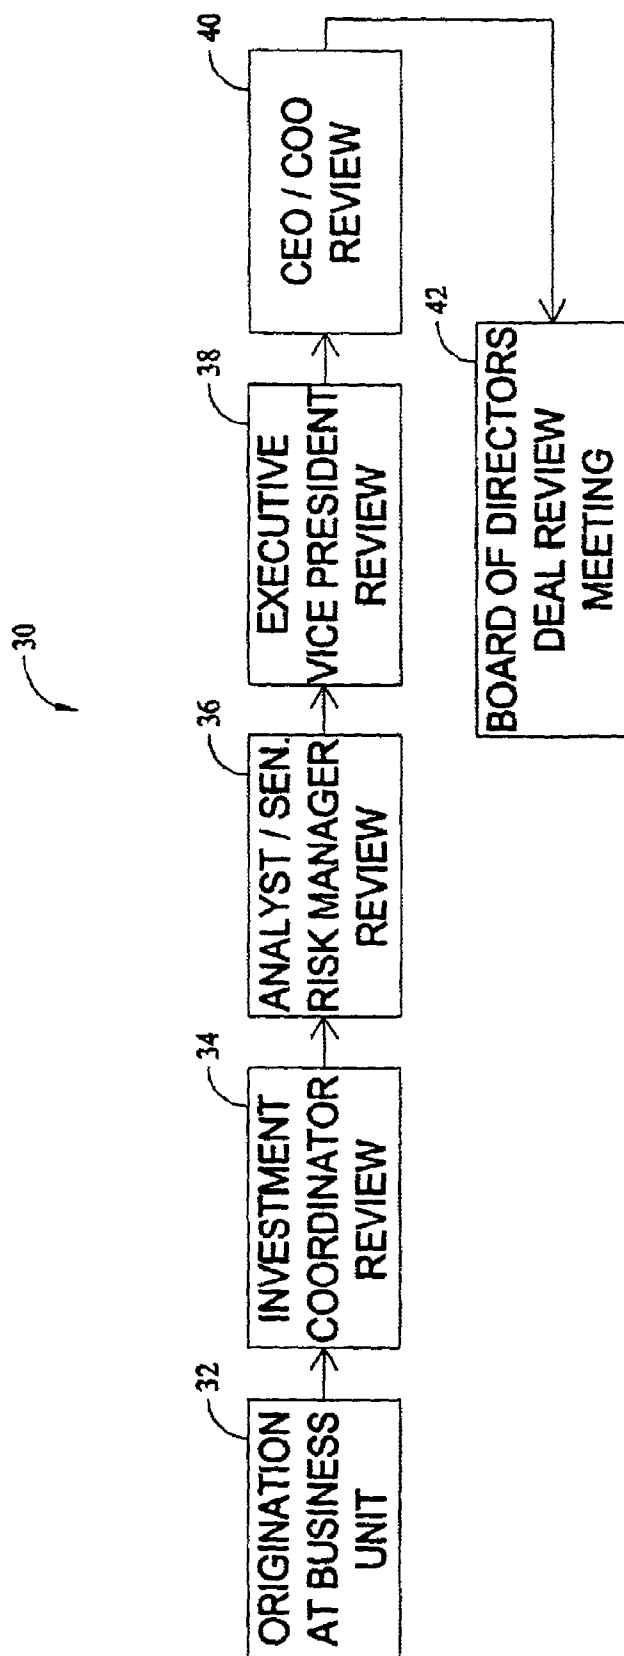 30
32
ORIGINATION
AT BUSINESS
UNIT
34
INVESTMENT
COORDINATOR
REVIEW
36
ANALYST / SEN.
RISK MANAGER
REVIEW
38
EXECUTIVE
VICE PRESIDENT
REVIEW
40
CEO / COO
REVIEW
42
BOARD OF DIRECTORS
DEAL REVIEW
MEETING